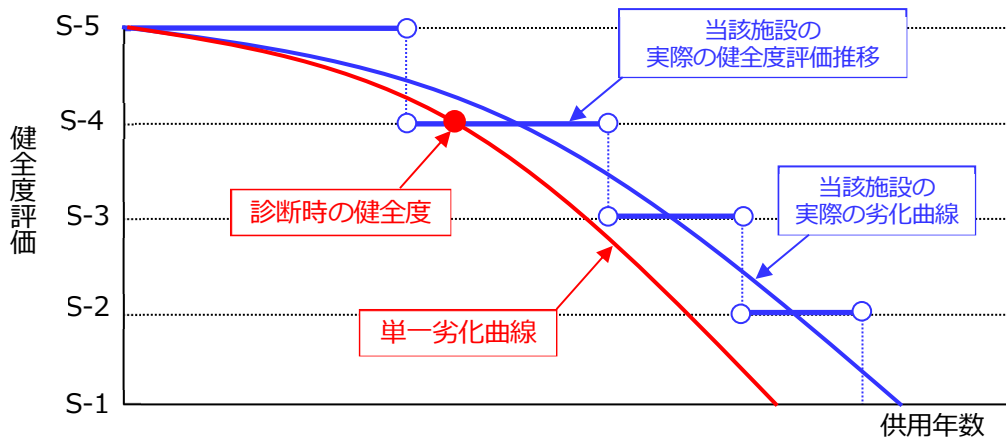 S-5
S-4
S-3
S-2
S-1
健全度評価
当該施設の
実際の健全度評価推移
診断時の健全度
当該施設の
実際の劣化曲線
単一劣化曲線
供用年数